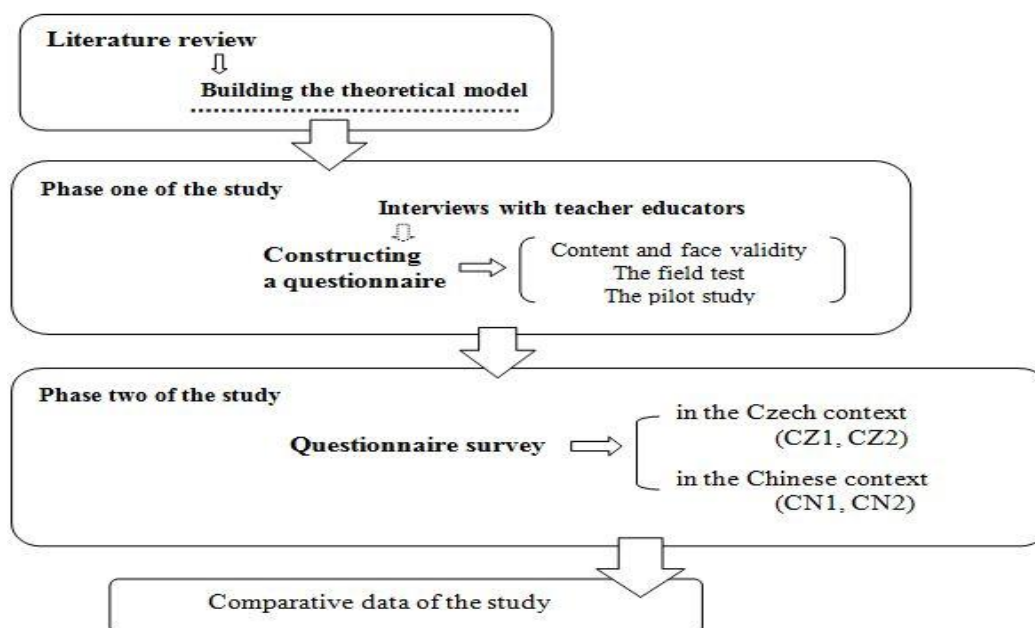 Literature review
Building the theoretical model
Phase one of the study
Interviews with teacher educators
Constructing
a questionnaire
Content and face validity
The field test
The pilot study
Phase two of the study
Questionnaire survey
in the Czech context
(CZ1, CZ2)
in the Chinese context
(CN1, CN2)
Comparative data of the study